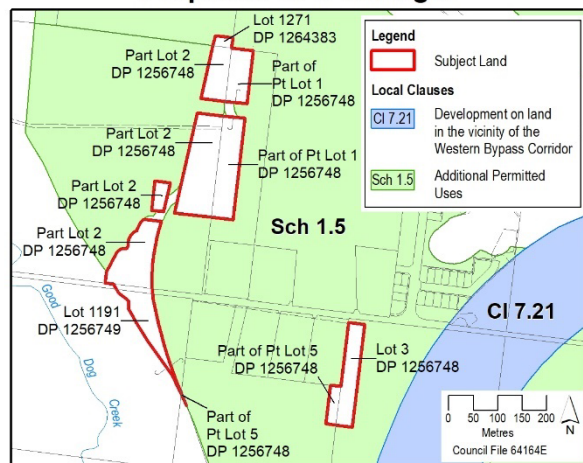 Lot 1271
DP 1264383
Part Lot 2
DP 1256748
Part of
Pt Lot 1
DP 1256748
Part Lot 2
DP 1256748
Part of Pt Lot 1
DP 1256748
Part Lot 2
DP 1256748
Part Lot 2
DP 1256748
Sch 1.5
Lot 1191
DP 1256749
Good
Dog
Creek
Part of
Pt Lot 5
DP 1256748
Part of Pt Lot 5
DP 1256748
Lot 3
DP 1256748
Cl 7.21
Legend
Subject Land
Local Clauses
Cl 7.21
Development on land
in the vicinity of the
Western Bypass Corridor
Sch 1.5
Additional Permitted
Uses
0 50 100 150 200
Metres
N
Council File 64164E